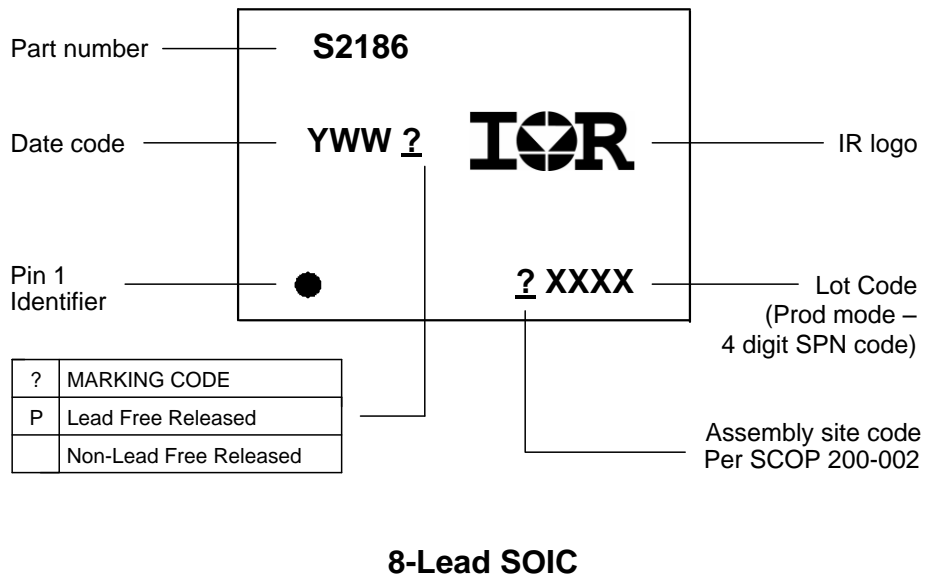 Part number
S2186
Date code
YWW ?
IOR
IR logo
Pin 1
Identifier
? XXXX
Lot Code
(Prod mode –
4 digit SPN code)
? MARKING CODE
P Lead Free Released
Non-Lead Free Released
Assembly site code
Per SCOP 200-002
8-Lead SOIC